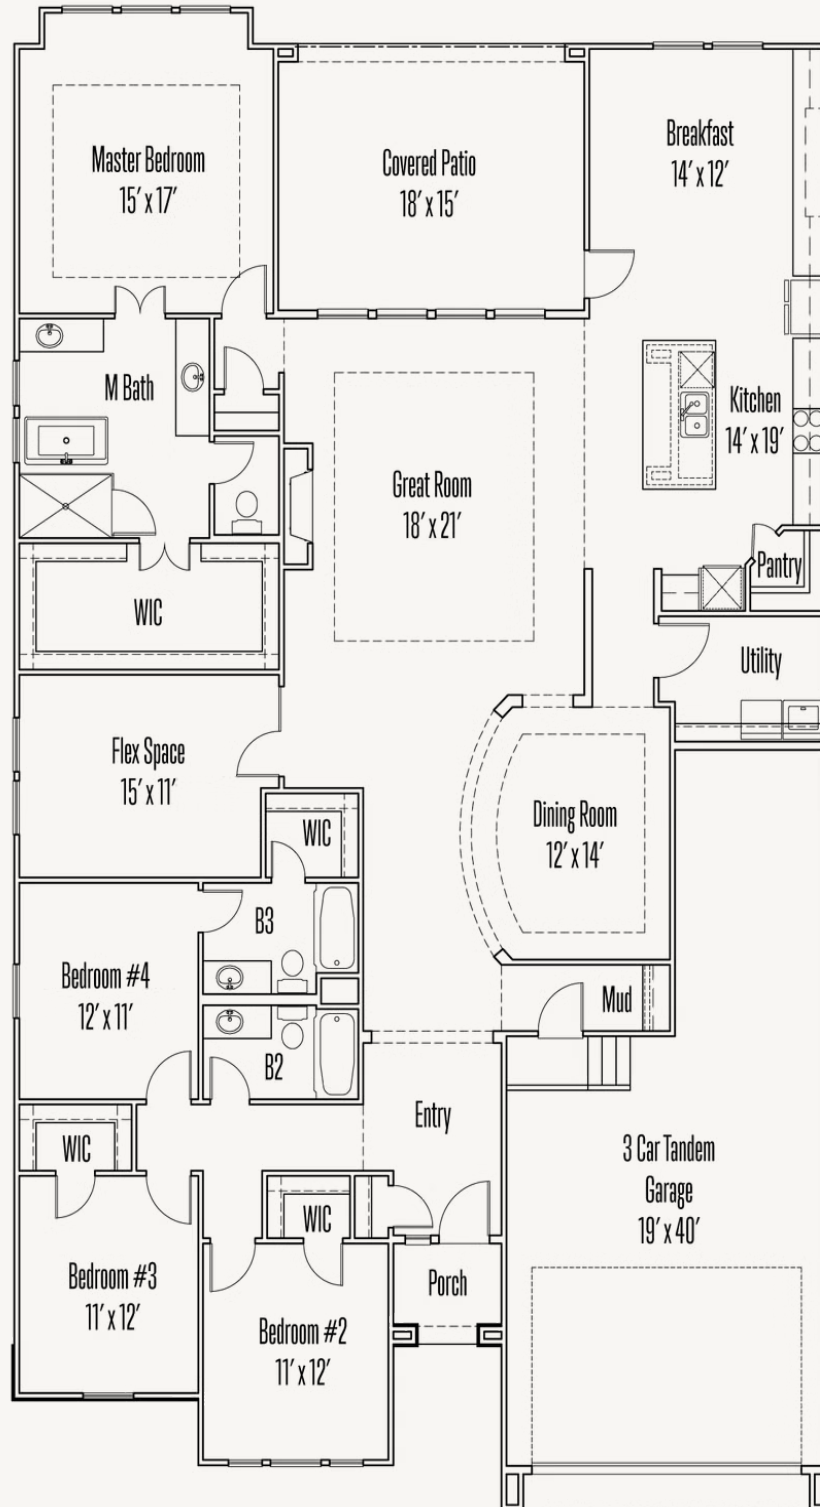 Master Bedroom
15' x 17'
Covered Patio
18' x 15'
Breakfast
14' x 12'
M Bath
Kitchen
14' x 19'
Great Room
18' x 21'
Pantry
WIC
Utility
Flex Space
15' x 11'
Dining Room
12' x 14'
WIC
B3
Bedroom #4
12' x 11'
Mud
B2
Entry
WIC
3 Car Tandem
Garage
19' x 40'
WIC
Bedroom #3
11' x 12'
Porch
Bedroom #2
11' x 12'